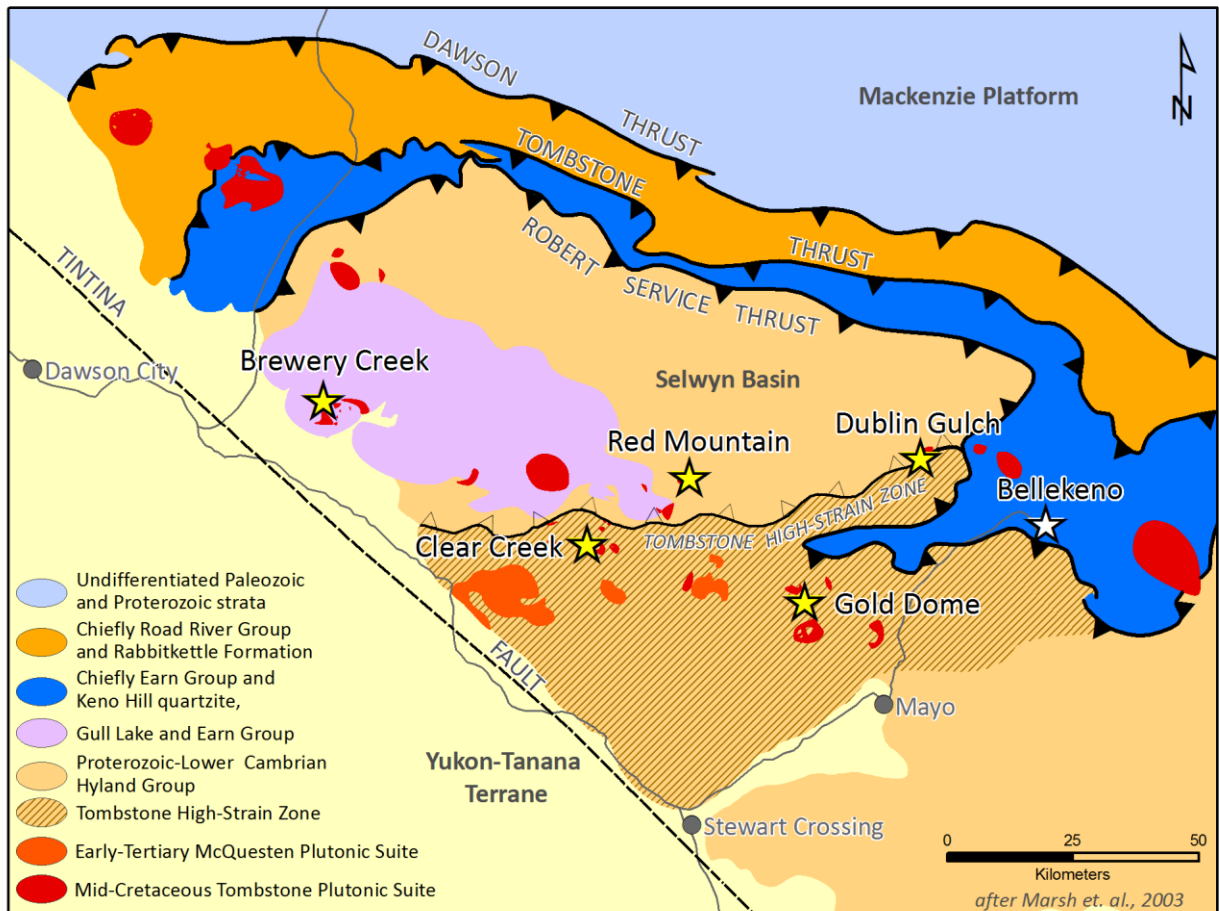 DAWSON
THRUST
Mackenzie Platform
N
TOMBSTONE
THRUST
ROBERT
SERVICE
THRUST
TINTINA
Dawson City
Brewery Creek
Selwyn Basin
Dublin Gulch
Red Mountain
Bellekeno
TOMBSTONE HIGH-STRAIN ZONE
Clear Creek
Gold Dome
FAULT
Mayo
Yukon-Tanana
Terrane
Stewart Crossing
Undifferentiated Paleozoic
and Proterozoic strata
Chiefly Road River Group
and Rabbitkettle Formation
Chiefly Earn Group and
Keno Hill quartzite,
Gull Lake and Earn Group
Proterozoic-Lower Cambrian
Hyland Group
Tombstone High-Strain Zone
Early-Tertiary McQuesten Plutonic Suite
Mid-Cretaceous Tombstone Plutonic Suite
0 25 50
Kilometers
after Marsh et. al., 2003